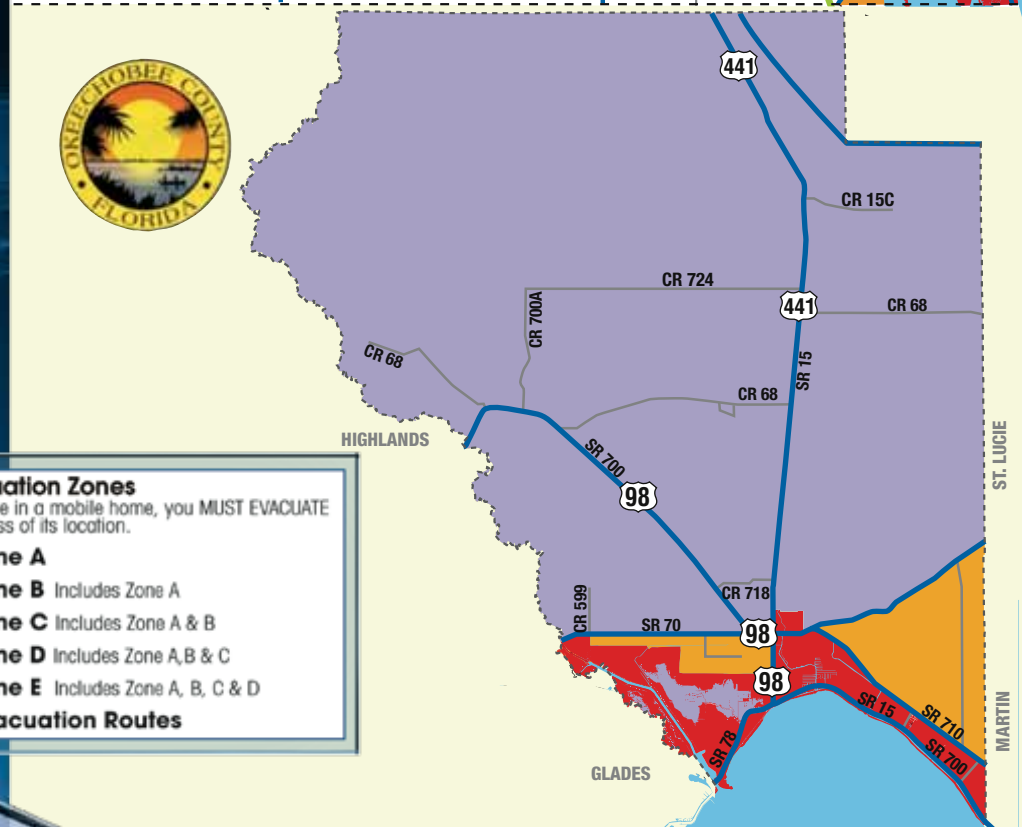 OKEECHOBEE COUNTY
FLORIDA
441
CR 15C
CR 724
441
CR 68
CR 700A
SR 15
CR 68
CR 68
HIGHLANDS
ST. LUCIE
SR 700
98
uation Zones
e in a mobile home, you MUST EVACUATE
ss of its location.
ne A
ne B Includes Zone A
ne C Includes Zone A & B
ne D Includes Zone A,B & C
ne E Includes Zone A, B, C & D
acuation Routes
CR 718
CR 599
SR 70
98
98
SR 15
SR 710
SR 700
SR 78
MARTIN
GLADES